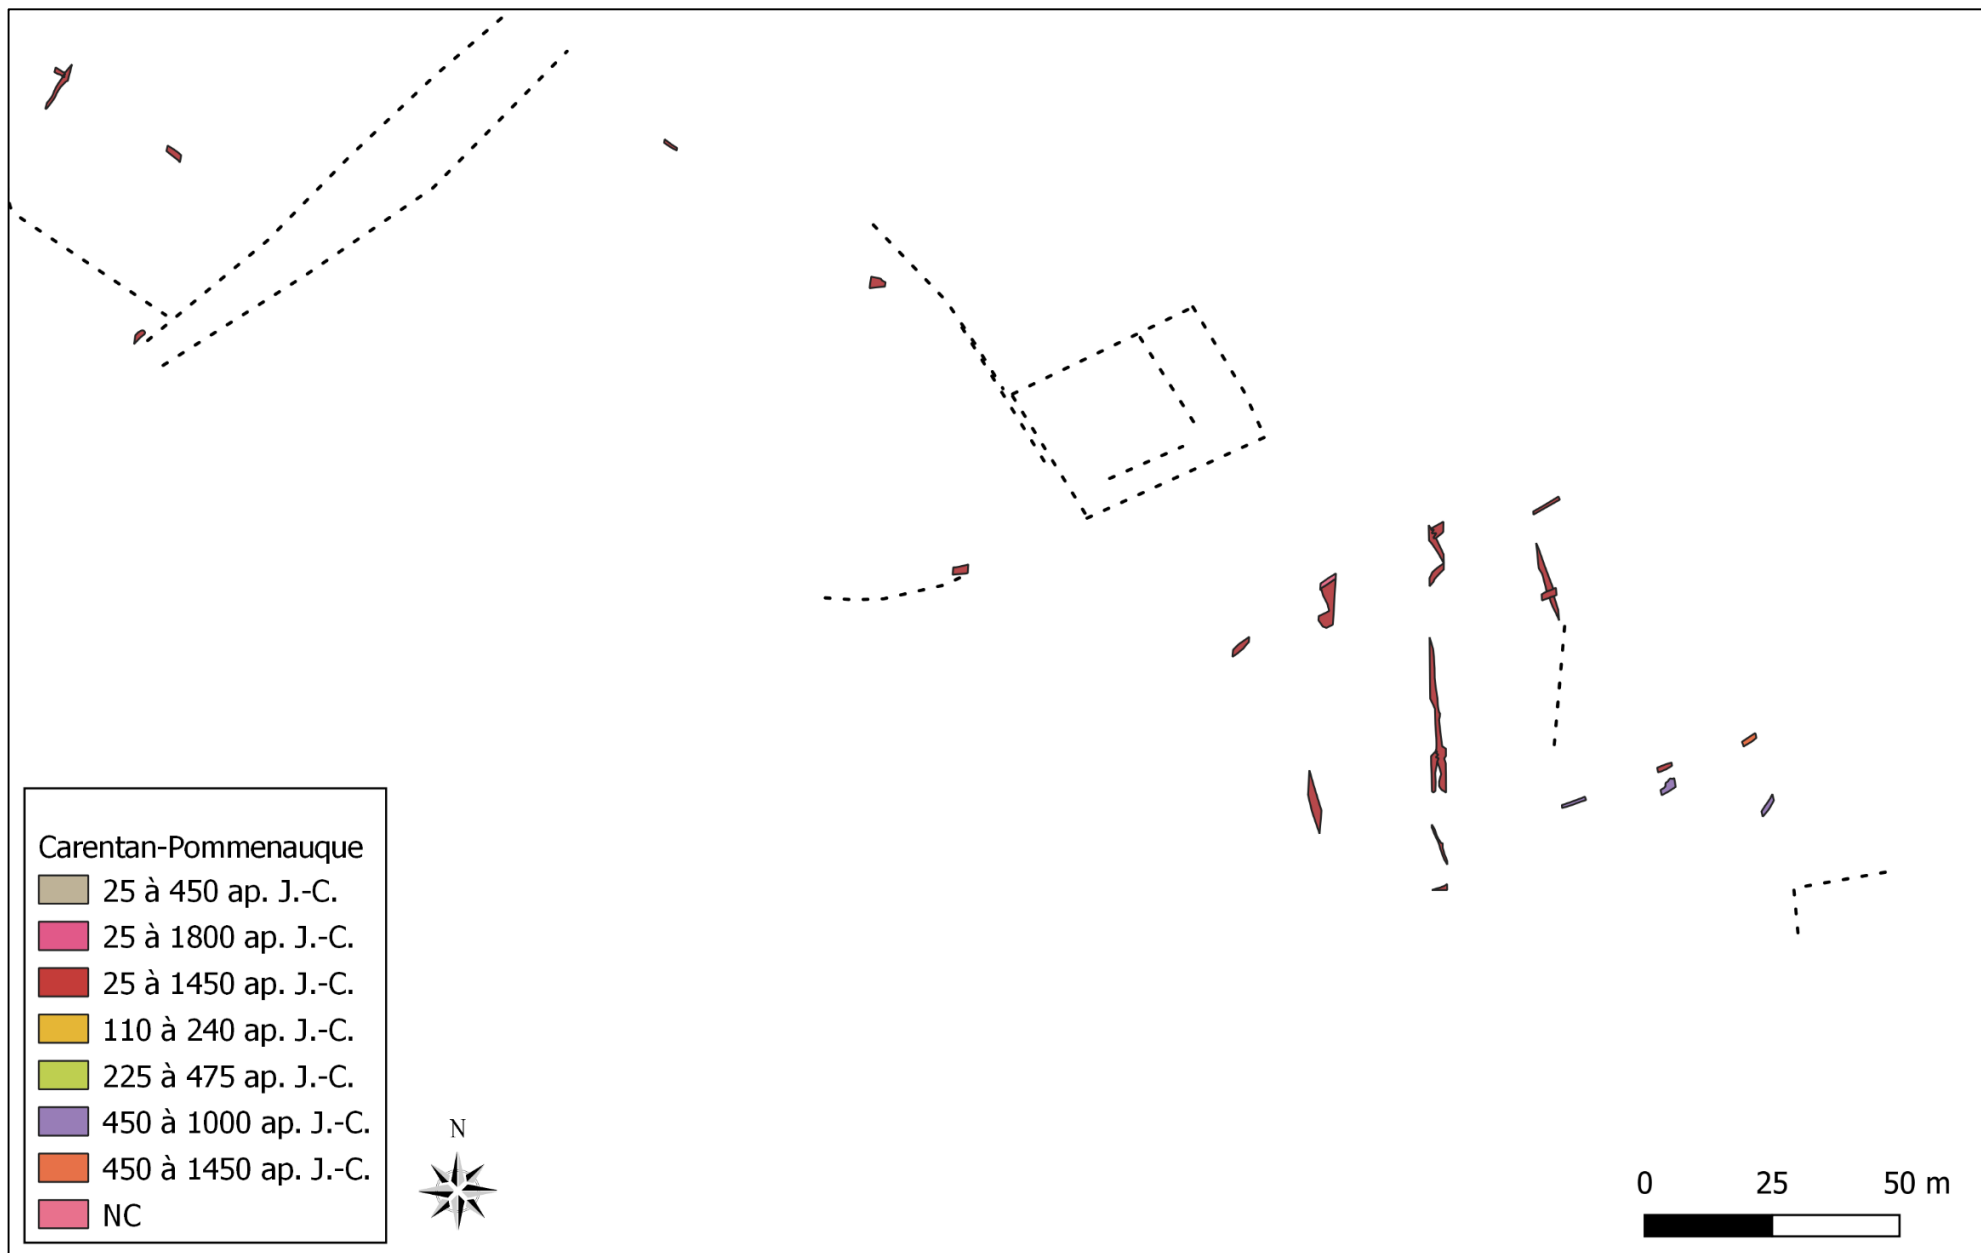 Carentan-Pommenauque
25 à 450 ap. J.-C.
25 à 1800 ap. J.-C.
25 à 1450 ap. J.-C.
110 à 240 ap. J.-C.
225 à 475 ap. J.-C.
450 à 1000 ap. J.-C.
450 à 1450 ap. J.-C.
NC
N
0 25 50 m